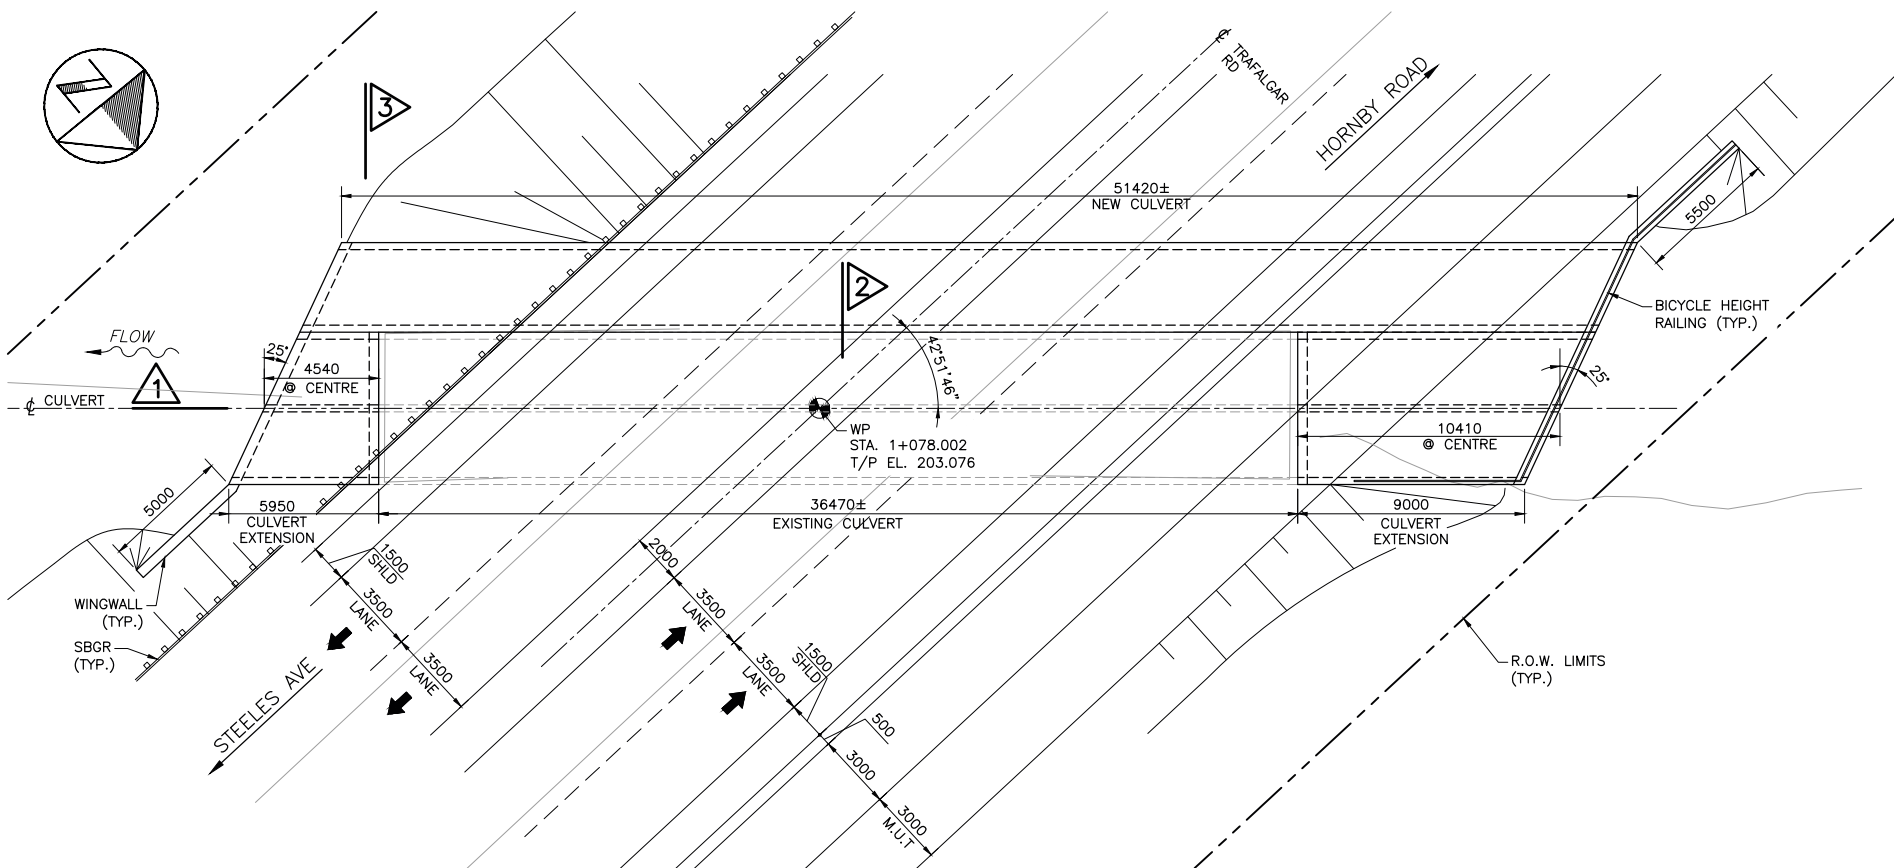 N
3
℄ TRAFALGAR
RD
HORNBY ROAD
51420±
NEW CULVERT
5500
2
BICYCLE HEIGHT
RAILING (TYP.)
FLOW
25°
4540
@ CENTRE
1
℄ CULVERT
42°51'46"
25°
WP
STA. 1+078.002
T/P EL. 203.076
10410
@ CENTRE
5000
5950
CULVERT
EXTENSION
36470±
EXISTING CULVERT
9000
CULVERT
EXTENSION
1500
SHLD
2000
3500
LANE
3500
LANE
3500
LANE
3500
LANE
1500
SHLD
500
3000
3000
M.U.T
WINGWALL
(TYP.)
SBGR
(TYP.)
STEELES AVE
R.O.W. LIMITS
(TYP.)